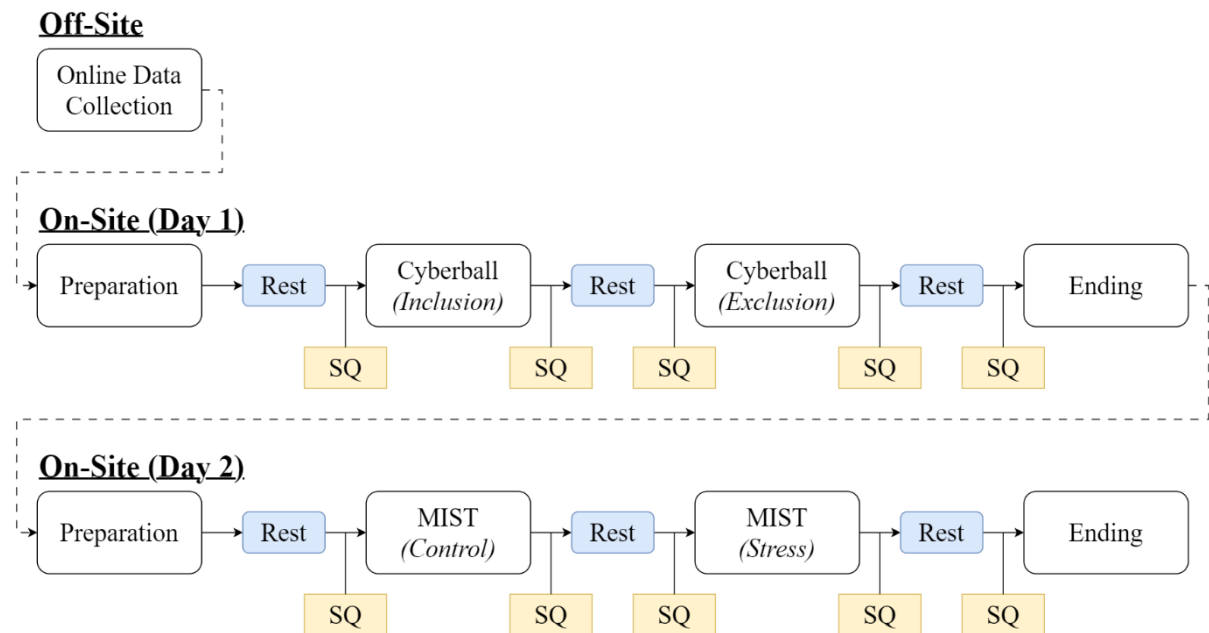 Off-Site
Online Data
Collection
On-Site (Day 1)
Preparation
Rest
Cyberball
(Inclusion)
Rest
Cyberball
(Exclusion)
Rest
Ending
SQ
SQ
SQ
SQ
SQ
On-Site (Day 2)
Preparation
Rest
MIST
(Control)
Rest
MIST
(Stress)
Rest
Ending
SQ
SQ
SQ
SQ
SQ